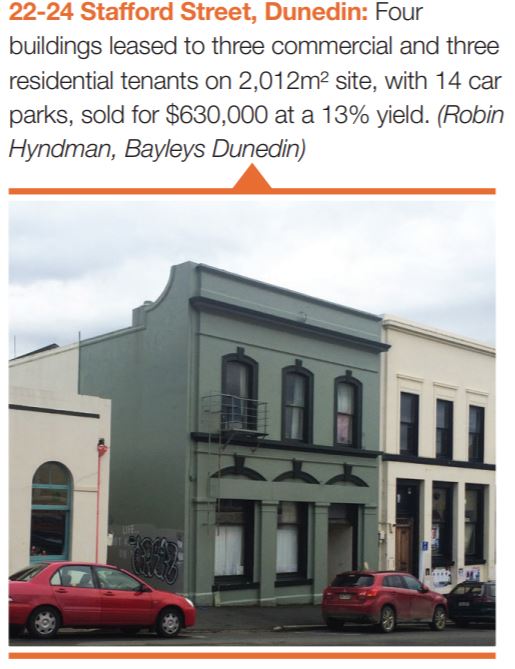 22-24 Stafford Street, Dunedin: Four
buildings leased to three commercial and three
residential tenants on 2,012m² site, with 14 car
parks, sold for $630,000 at a 13% yield. (Robin
Hyndman, Bayleys Dunedin)
LIFE